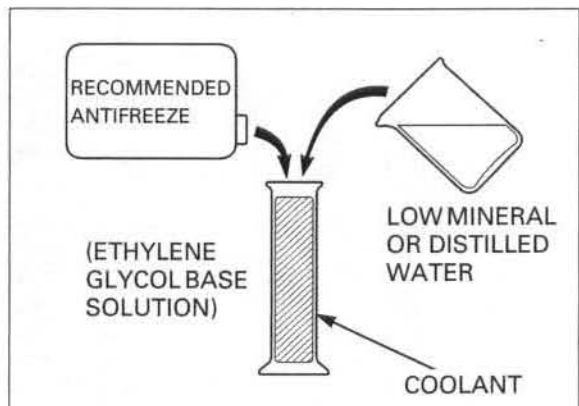 RECOMMENDED
ANTIFREEZE
LOW MINERAL
OR DISTILLED
WATER
(ETHYLENE
GLYCOL BASE
SOLUTION)
COOLANT